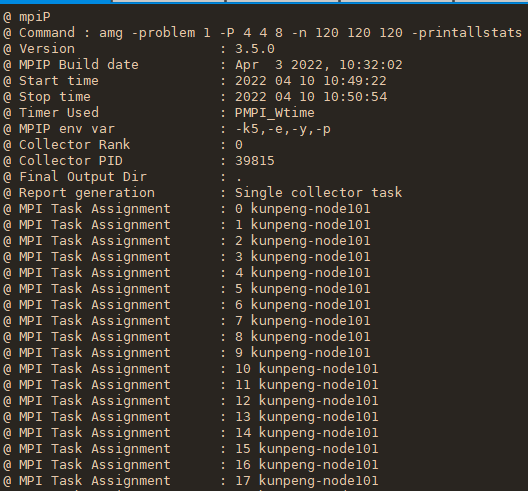 @ mpiP
@ Command : amg -problem 1 -P 4 4 8 -n 120 120 120 -printallstats
@ Version                  : 3.5.0
@ MPIP Build date          : Apr  3 2022, 10:32:02
@ Start time               : 2022 04 10 10:49:22
@ Stop time                : 2022 04 10 10:50:54
@ Timer Used               : PMPI_Wtime
@ MPIP env var             : -k5,-e,-y,-p
@ Collector Rank           : 0
@ Collector PID            : 39815
@ Final Output Dir         : .
@ Report generation        : Single collector task
@ MPI Task Assignment      : 0 kunpeng-node101
@ MPI Task Assignment      : 1 kunpeng-node101
@ MPI Task Assignment      : 2 kunpeng-node101
@ MPI Task Assignment      : 3 kunpeng-node101
@ MPI Task Assignment      : 4 kunpeng-node101
@ MPI Task Assignment      : 5 kunpeng-node101
@ MPI Task Assignment      : 6 kunpeng-node101
@ MPI Task Assignment      : 7 kunpeng-node101
@ MPI Task Assignment      : 8 kunpeng-node101
@ MPI Task Assignment      : 9 kunpeng-node101
@ MPI Task Assignment      : 10 kunpeng-node101
@ MPI Task Assignment      : 11 kunpeng-node101
@ MPI Task Assignment      : 12 kunpeng-node101
@ MPI Task Assignment      : 13 kunpeng-node101
@ MPI Task Assignment      : 14 kunpeng-node101
@ MPI Task Assignment      : 15 kunpeng-node101
@ MPI Task Assignment      : 16 kunpeng-node101
@ MPI Task Assignment      : 17 kunpeng-node101